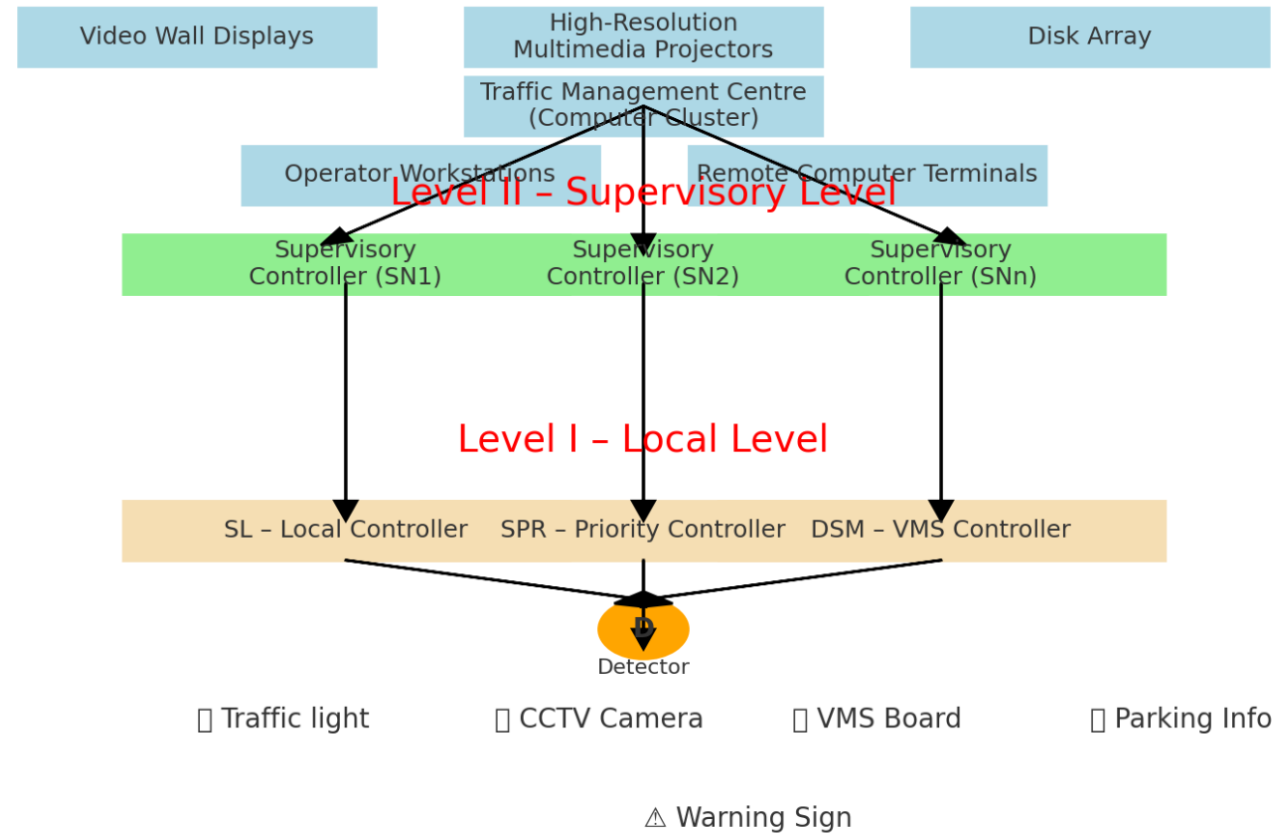 Video Wall Displays
High-Resolution
Multimedia Projectors
Disk Array
Traffic Management Centre
(Computer Cluster)
Operator Workstations
Remote Computer Terminals
Level II – Supervisory Level
Supervisory
Controller (SN1)
Supervisory
Controller (SN2)
Supervisory
Controller (SNn)
Level I – Local Level
SL – Local Controller
SPR – Priority Controller
DSM – VMS Controller
D
Detector
Traffic light
CCTV Camera
VMS Board
Parking Info
⚠ Warning Sign